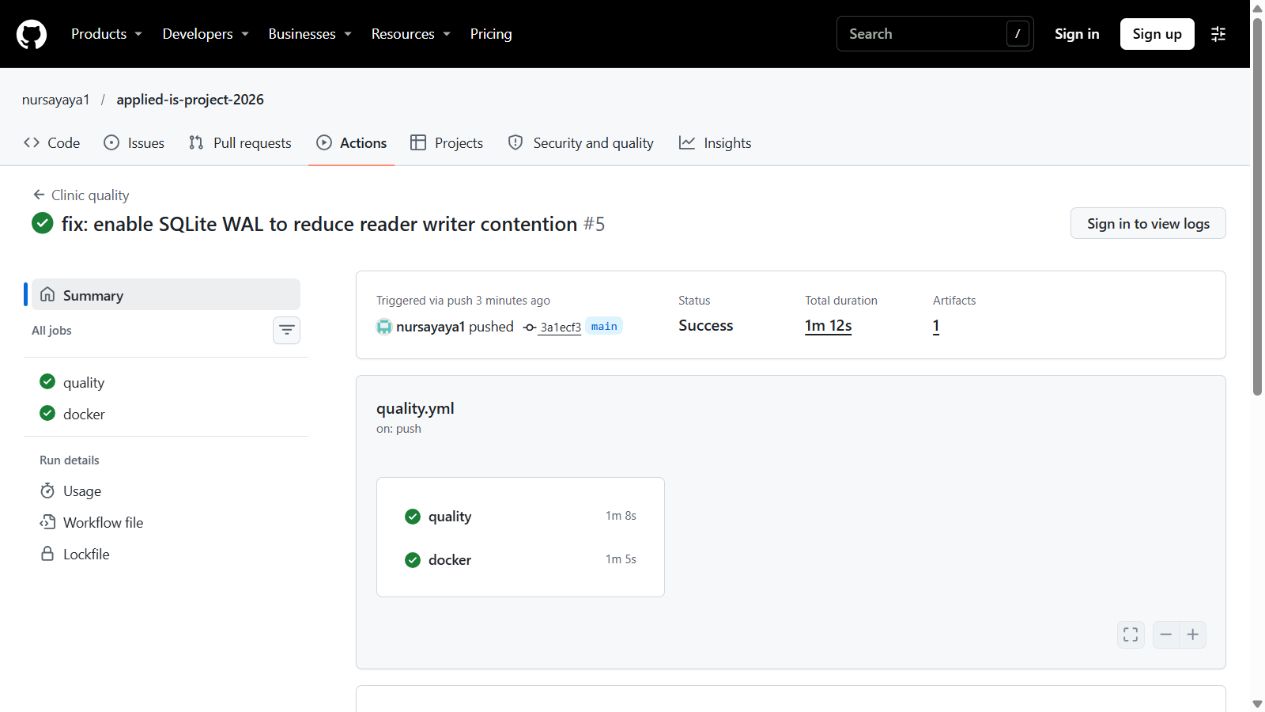 Products Developers Businesses Resources Pricing Search / Sign in Sign up
nursayaya1 / applied-is-project-2026
Code Issues Pull requests Actions Projects Security and quality Insights
Clinic quality
fix: enable SQLite WAL to reduce reader writer contention #5
Sign in to view logs
Summary
All jobs
quality
docker
Run details
Usage
Workflow file
Lockfile
Triggered via push 3 minutes ago
nursayaya1 pushed 3a1ecf3 main
Status
Success
Total duration
1m 12s
Artifacts
1
quality.yml
on: push
quality 1m 8s
docker 1m 5s